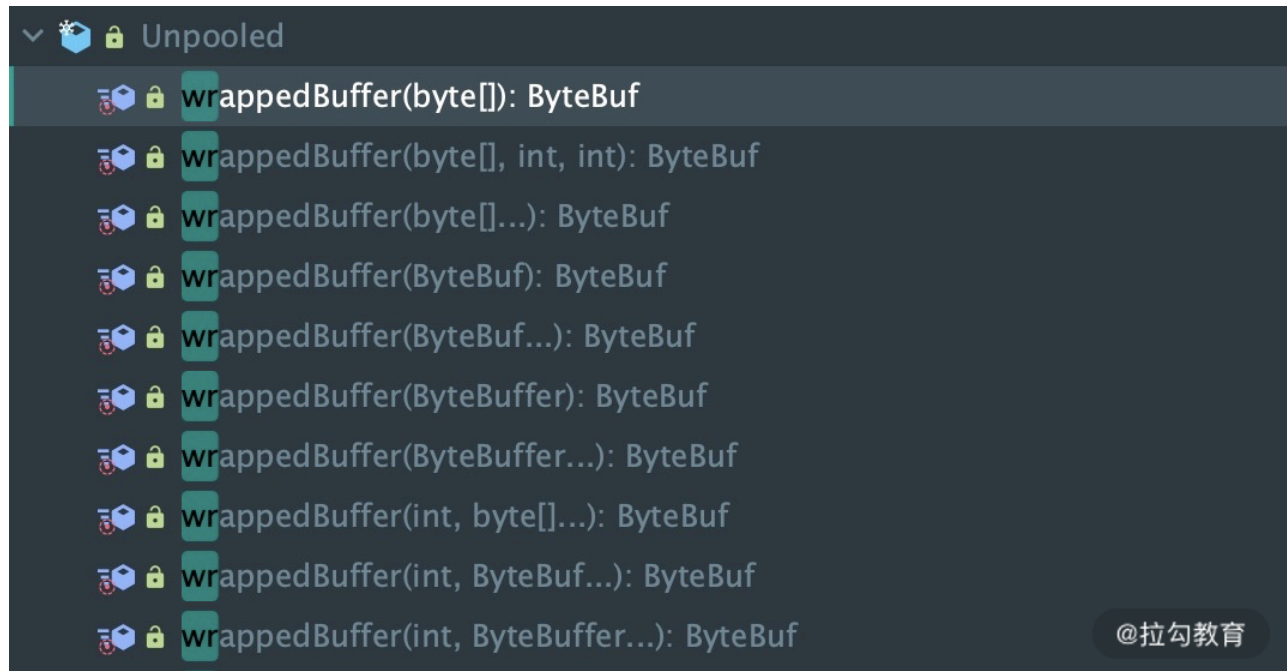 Unpooled
wrappedBuffer(byte[]): ByteBuf
wrappedBuffer(byte[], int, int): ByteBuf
wrappedBuffer(byte[]...): ByteBuf
wrappedBuffer(ByteBuf): ByteBuf
wrappedBuffer(ByteBuf...): ByteBuf
wrappedBuffer(ByteBuffer): ByteBuf
wrappedBuffer(ByteBuffer...): ByteBuf
wrappedBuffer(int, byte[]...): ByteBuf
wrappedBuffer(int, ByteBuf...): ByteBuf
wrappedBuffer(int, ByteBuffer...): ByteBuf
@拉勾教育